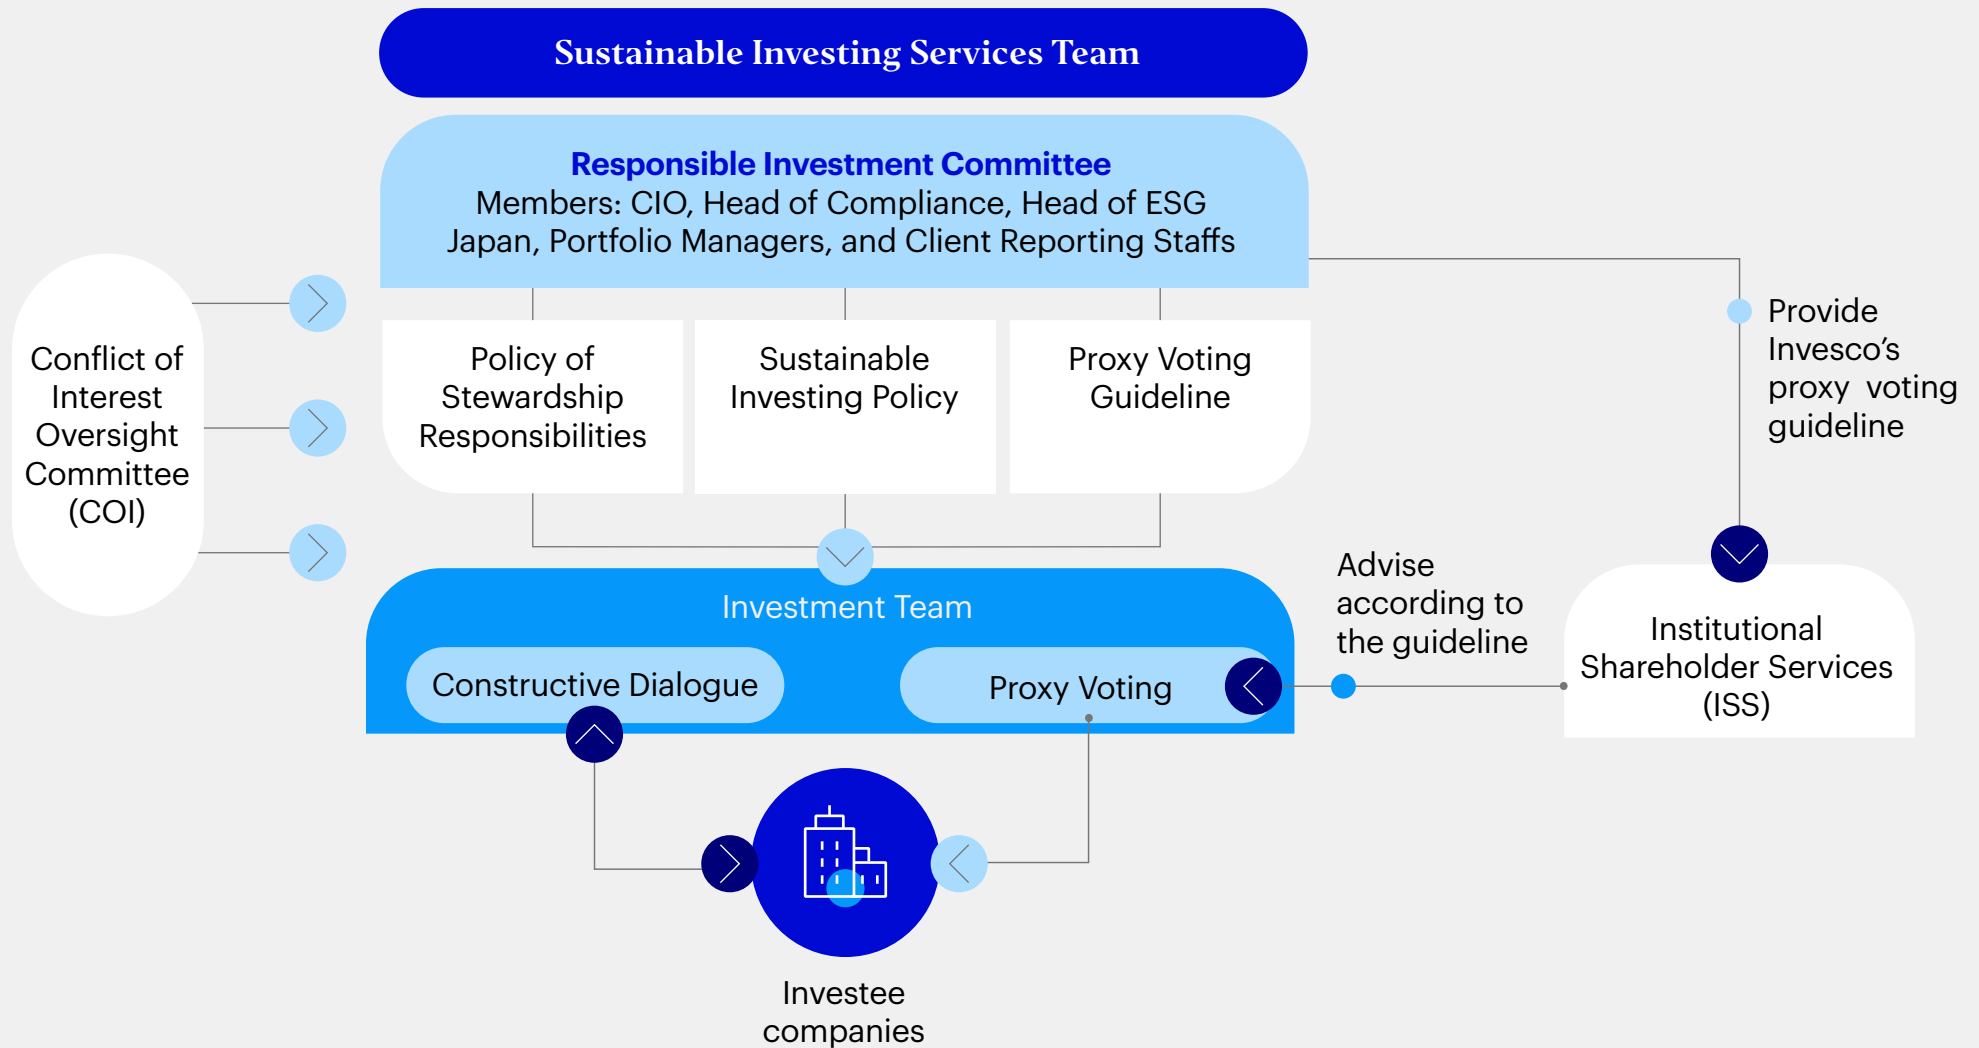 Sustainable Investing Services Team
Responsible Investment Committee
Members: CIO, Head of Compliance, Head of ESG
Japan, Portfolio Managers, and Client Reporting Staffs
Conflict of
Interest
Oversight
Committee
(COI)
Policy of
Stewardship
Responsibilities
Sustainable
Investing Policy
Proxy Voting
Guideline
Provide
Invesco’s
proxy voting
guideline
Investment Team
Constructive Dialogue
Proxy Voting
Advise
according to
the guideline
Institutional
Shareholder Services
(ISS)
Investee
companies